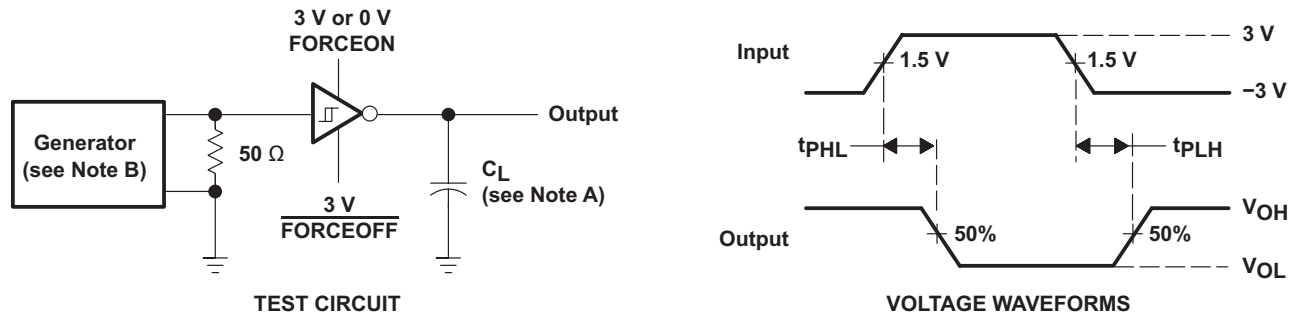 3 V or 0 V
FORCEON
Generator
(see Note B)
50 Ω
Output
CL
(see Note A)
3 V
FORCEOFF
TEST CIRCUIT
Input
3 V
1.5 V
1.5 V
−3 V
tPHL
tPLH
Output
50%
50%
VOH
VOL
VOLTAGE WAVEFORMS